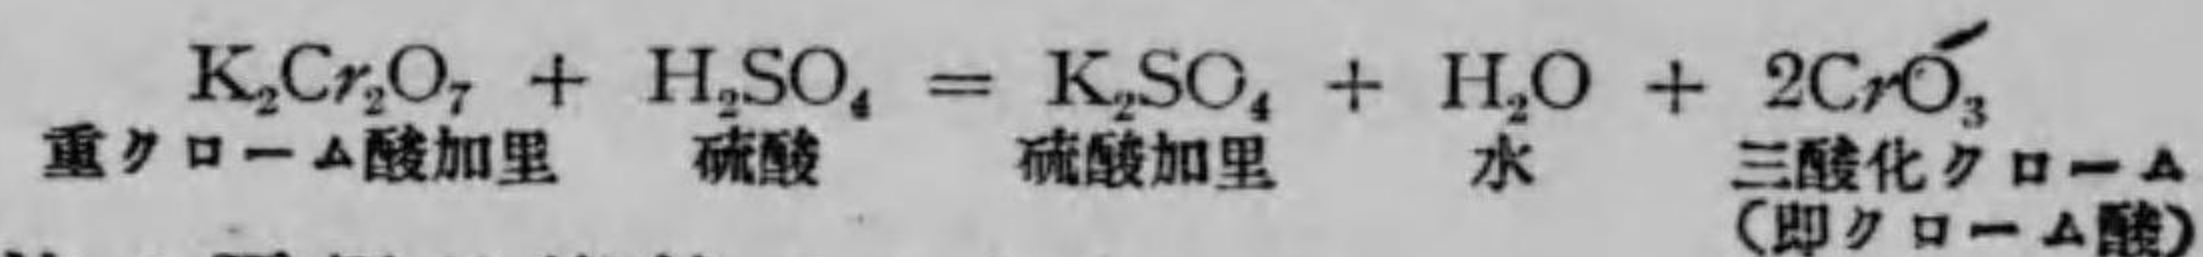 K₂Cr₂O₇ + H₂SO₄ = K₂SO₄ + H₂O + 2CrO₃
重クローム酸加里 硫酸 硫酸加里 水 三酸化クローム
(即クローム酸)